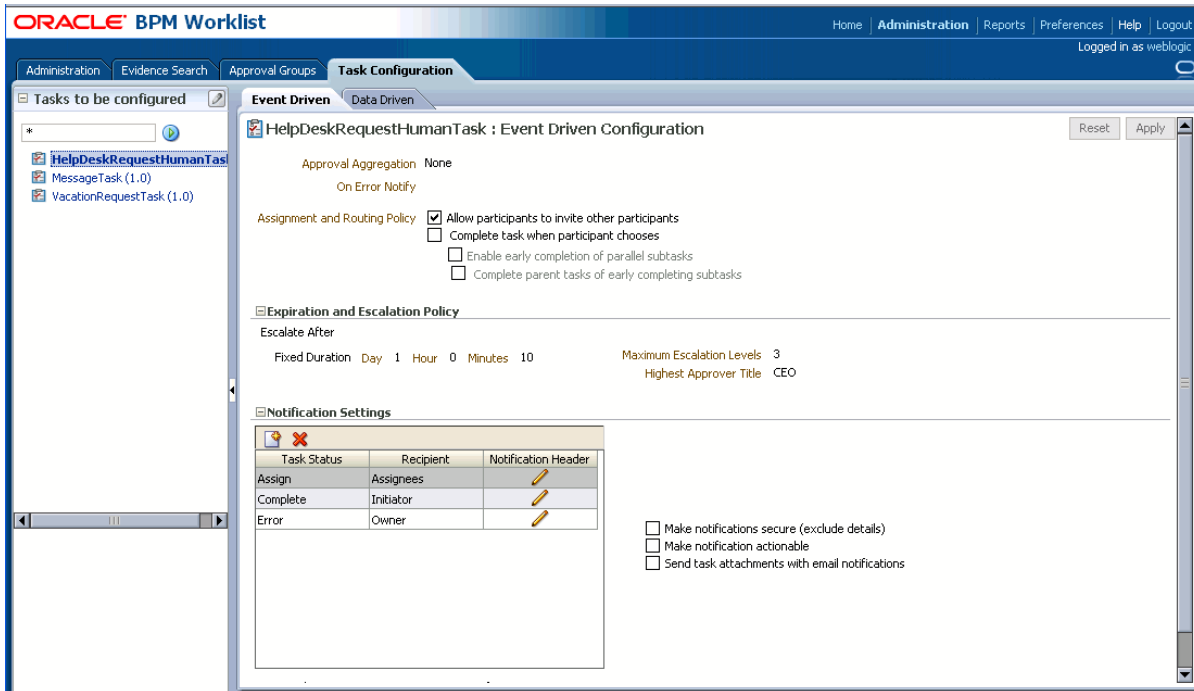 ORACLE BPM Worklist
Home Administration Reports Preferences Help Logout
Logged in as weblogic
Administration Evidence Search Approval Groups Task Configuration
Tasks to be configured
*
HelpDeskRequestHumanTas
MessageTask (1.0)
VacationRequestTask (1.0)
Event Driven Data Driven
HelpDeskRequestHumanTask : Event Driven Configuration
Reset Apply
Approval Aggregation None
On Error Notify
Assignment and Routing Policy Allow participants to invite other participants
Complete task when participant chooses
Enable early completion of parallel subtasks
Complete parent tasks of early completing subtasks
Expiration and Escalation Policy
Escalate After
Fixed Duration Day 1 Hour 0 Minutes 10
Maximum Escalation Levels 3
Highest Approver Title CEO
Notification Settings
Task Status Recipient Notification Header
Assign Assignees
Complete Initiator
Error Owner
Make notifications secure (exclude details)
Make notification actionable
Send task attachments with email notifications